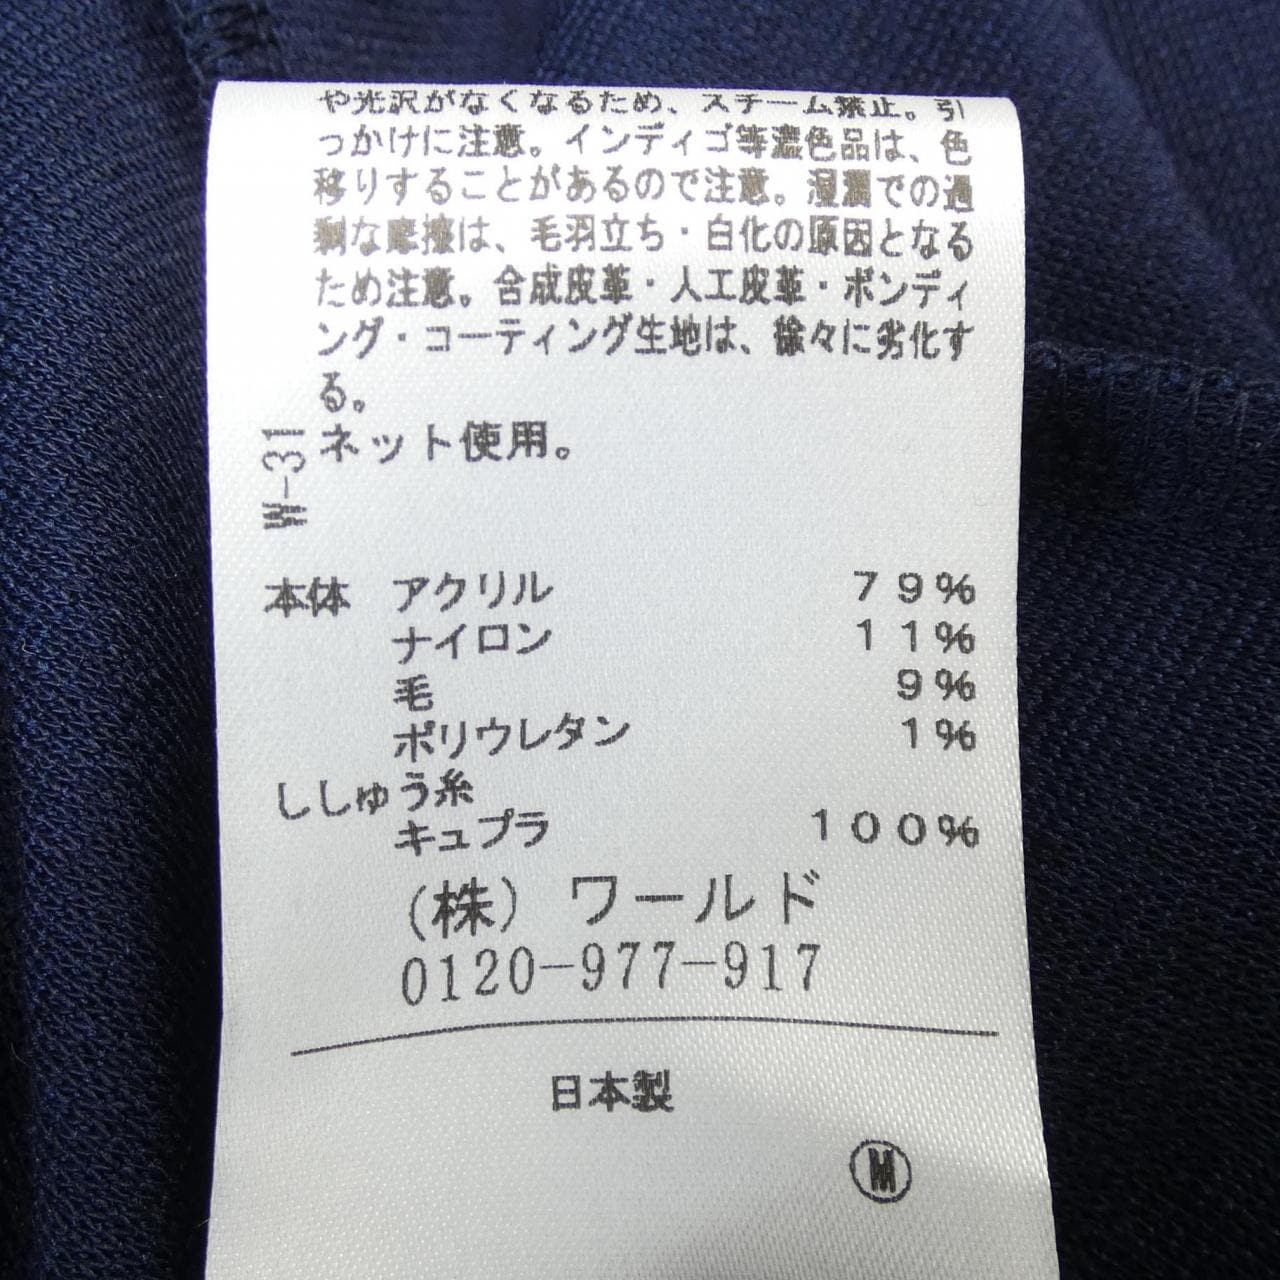 や光沢がなくなるため、スチーム禁止。引
っかけに注意。インディゴ等濃色品は、色
移りすることがあるので注意。湿潤での過
剰な摩擦は、毛羽立ち・白化の原因となる
ため注意。合成皮革・人工皮革・ボンディ
ング・コーティング生地は、徐々に劣化す
る。
ネット使用。
W-31
本体 アクリル 79%
ナイロン 11%
毛 9%
ポリウレタン 1%
ししゅう糸
キュプラ 100%
(株) ワールド
0120-977-917
日本製
M